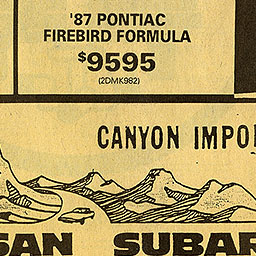 '87 PONTIAC
FIREBIRD FORMULA
$9595
(2DMK982)
CANYON IMPO
SAN SUBAR